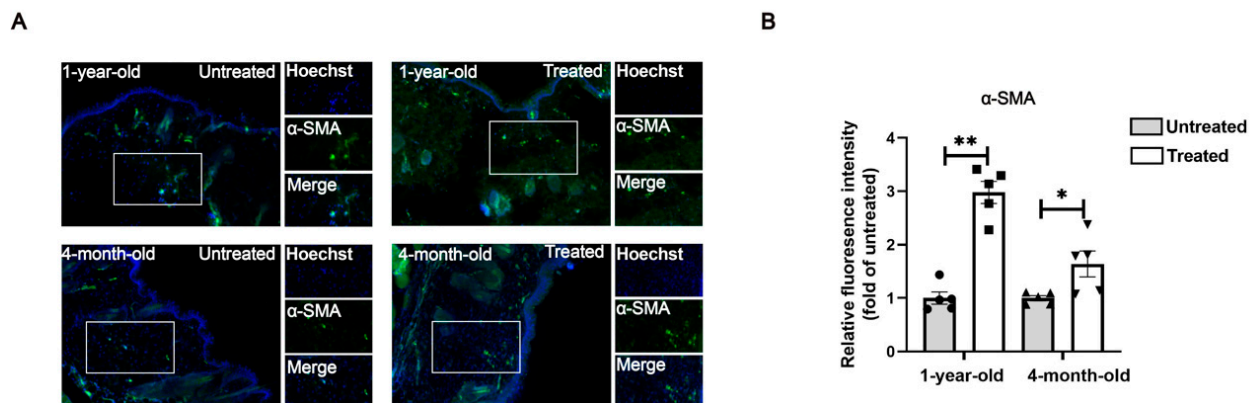 A
1-year-old Untreated
Hoechst
α-SMA
Merge
1-year-old Treated
Hoechst
α-SMA
Merge
4-month-old Untreated
Hoechst
α-SMA
Merge
4-month-old Treated
Hoechst
α-SMA
Merge
B
α-SMA
Untreated
Treated
Relative fluoresence intensity
(fold of untreated)
4
3
2
1
0
**
*
1-year-old 4-month-old